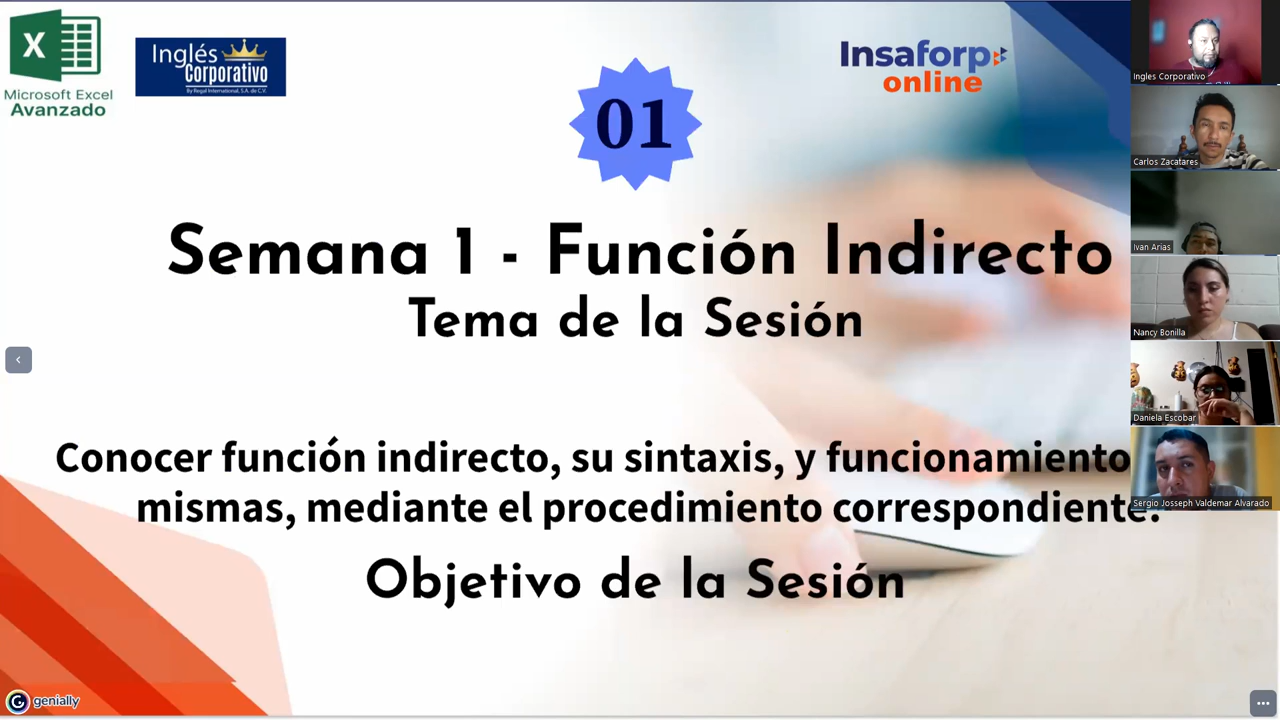 X
Microsoft Excel
Avanzado
Inglés
Corporativo
By Regal International, S.A. de C.V.
Insaforp
online
01
Semana 1 - Función Indirecto
Tema de la Sesión
Conocer función indirecto, su sintaxis, y funcionamiento
mismas, mediante el procedimiento correspondiente.
Objetivo de la Sesión
genially
Ingles Corporativo
Carlos Zacatares
Ivan Arias
Nancy Bonilla
Daniela Escobar
Sergio Josseph Valdemar Alvarado